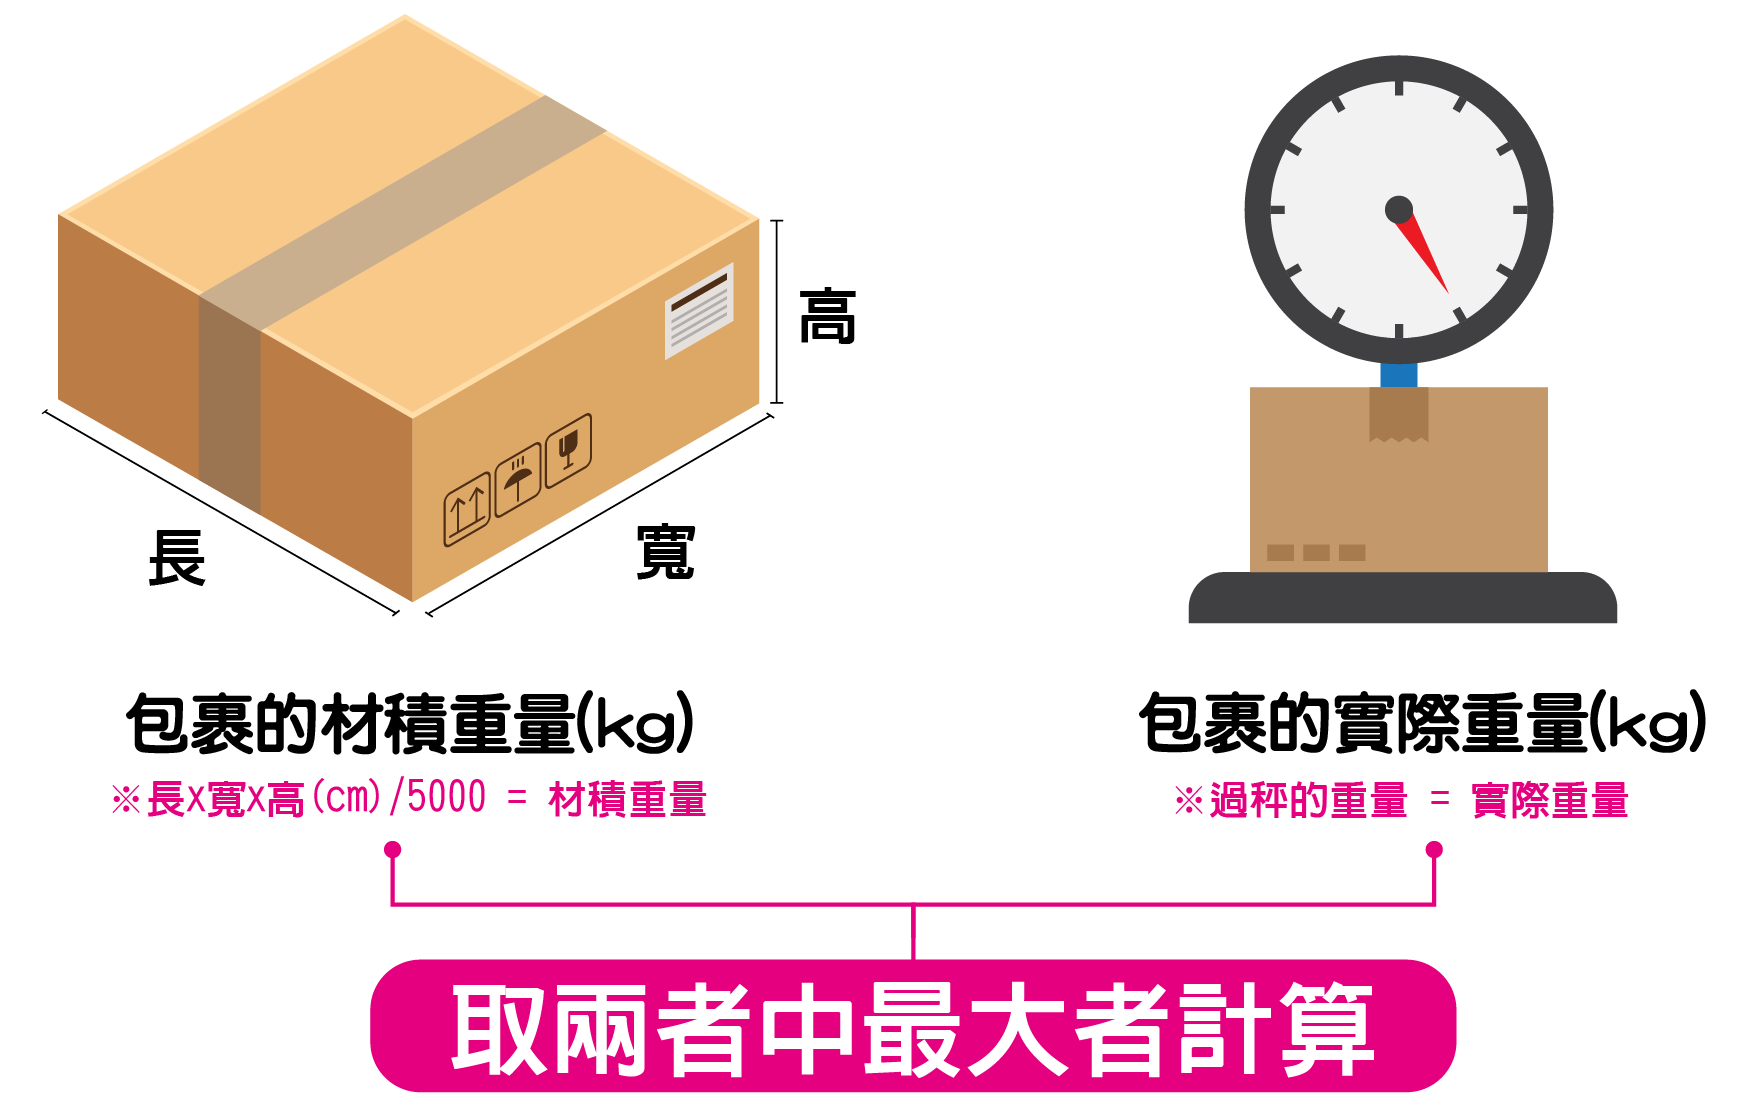 高
長
寬
包裹的材積重量(kg)
※長x寬x高(cm)/5000 = 材積重量
包裹的實際重量(kg)
※過秤的重量 = 實際重量
取兩者中最大者計算